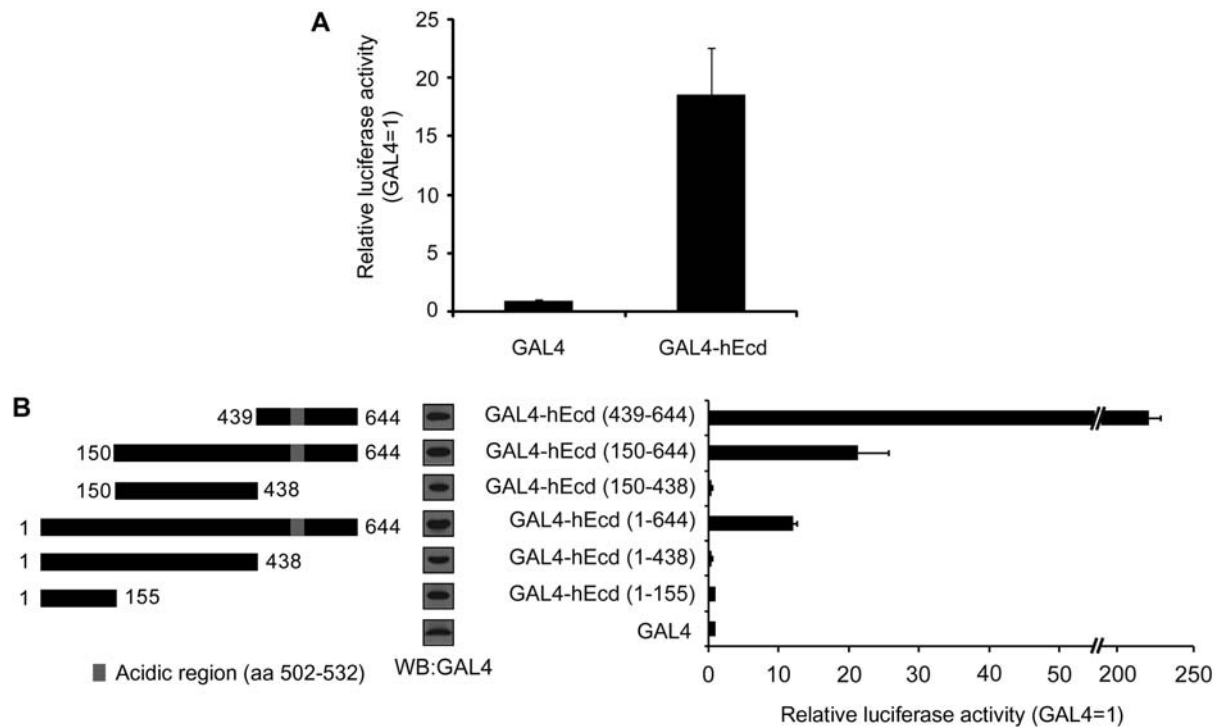 A
Relative luciferase activity
(GAL4=1)
25
20
15
10
5
0
GAL4
GAL4-hEcd
B
439
644
GAL4-hEcd (439-644)
150
644
GAL4-hEcd (150-644)
150
438
GAL4-hEcd (150-438)
1
644
GAL4-hEcd (1-644)
1
438
GAL4-hEcd (1-438)
1
155
GAL4-hEcd (1-155)
GAL4
Acidic region (aa 502-532)
WB:GAL4
0 10 20 30 40 50 200 250
Relative luciferase activity (GAL4=1)